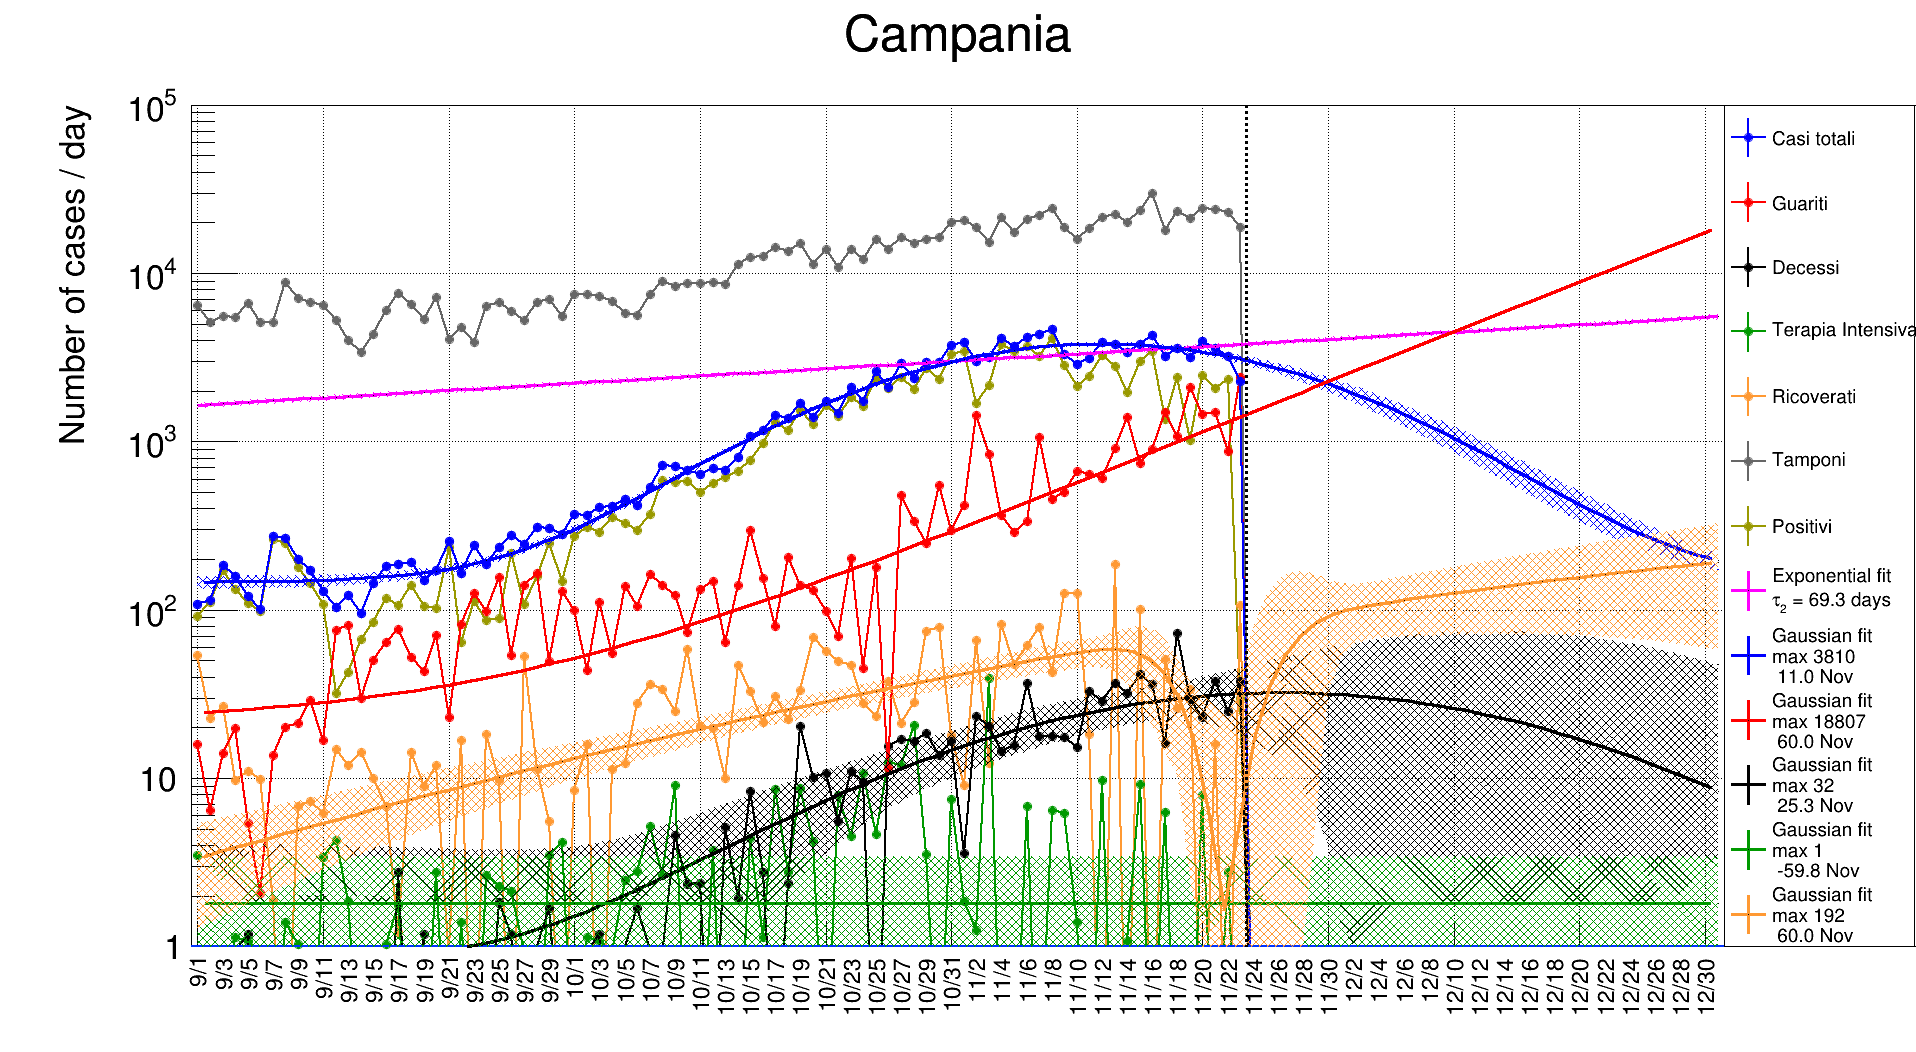 Campania
Number of cases / day
10^5
10^4
10^3
10^2
10
1
9/1 9/3 9/5 9/7 9/9 9/11 9/13 9/15 9/17 9/19 9/21 9/23 9/25 9/27 9/29 10/1 10/3 10/5 10/7 10/9 10/11 10/13 10/15 10/17 10/19 10/21 10/23 10/25 10/27 10/29 10/31 11/2 11/4 11/6 11/8 11/10 11/12 11/14 11/16 11/18 11/20 11/22 11/24 11/26 11/28 11/30 12/2 12/4 12/6 12/8 12/10 12/12 12/14 12/16 12/18 12/20 12/22 12/24 12/26 12/28 12/30
Casi totali
Guariti
Decessi
Terapia Intensiva
Ricoverati
Tamponi
Positivi
Exponential fit
τ2 = 69.3 days
Gaussian fit
max 3810
11.0 Nov
Gaussian fit
max 18807
60.0 Nov
Gaussian fit
max 32
25.3 Nov
Gaussian fit
max 1
-59.8 Nov
Gaussian fit
max 192
60.0 Nov